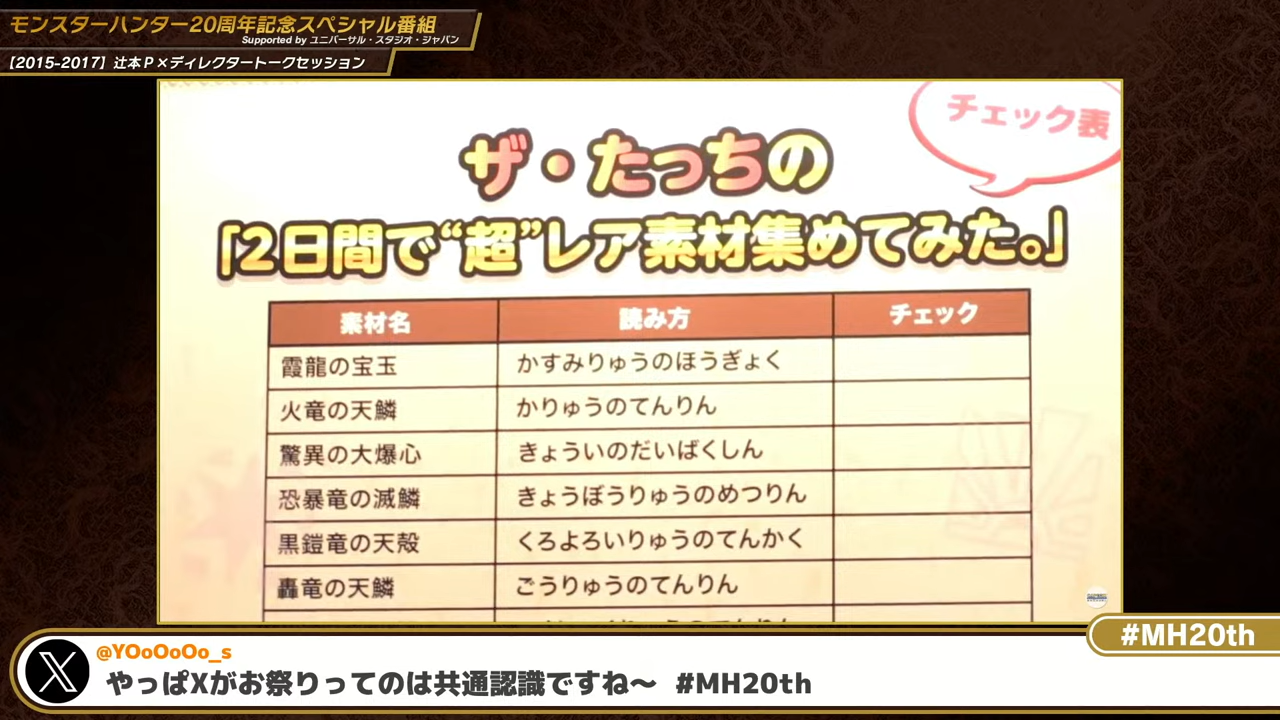 モンスターハンター20周年記念スペシャル番組
Supported by ユニバーサル・スタジオ・ジャパン
[2015-2017] 辻本P×ディレクタートークセッション
チェック表
ザ・たっちの
「2日間で“超”レア素材集めてみた。」
素材名 読み方 チェック
霞龍の宝玉 かすみりゅうのほうぎょく
火竜の天鱗 かりゅうのてんりん
驚異の大爆心 きょういのだいばくしん
恐暴竜の滅鱗 きょうぼうりゅうのめつりん
黒鎧竜の天殻 くろよろいりゅうのてんかく
轟竜の天鱗 ごうりゅうのてんりん
#MH20th
@YOoOoOo_s
やっぱXがお祭りってのは共通認識ですね～ #MH20th